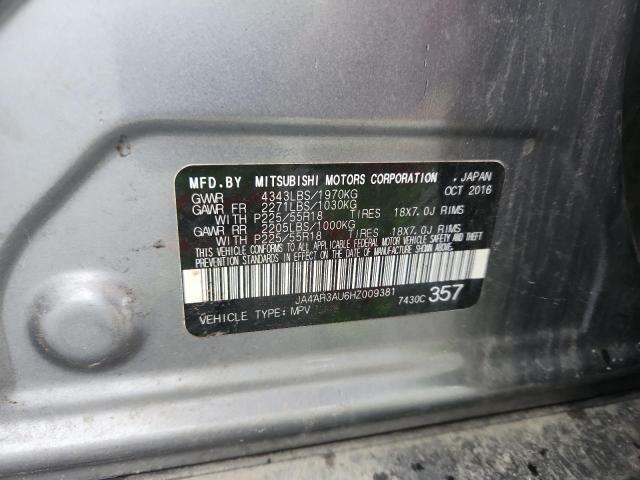 MFD.BY MITSUBISHI MOTORS CORPORATION , JAPAN
GVWR 4343LBS/1970KG OCT 2016
GAWR FR 2271LBS/1030KG
WITH P225/55R18 TIRES 18X7.0J RIMS
GAWR RR 2205LBS/1000KG
WITH P225/55R18 TIRES 18X7.0J RIMS
THIS VEHICLE CONFORMS TO ALL APPLICABLE FEDERAL MOTOR VEHICLE SAFETY AND THEFT
PREVENTION STANDARDS IN EFFECT ON THE DATE OF MANUFACTURE SHOWN ABOVE.
JA4AR3AU6HZ009381
7430C 357
VEHICLE TYPE: MPV